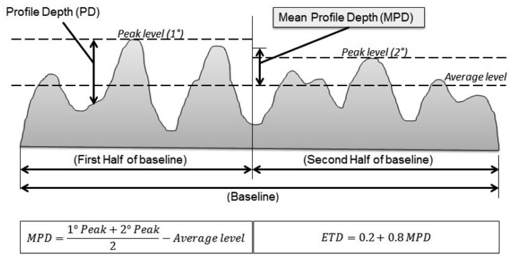 Profile Depth (PD)
Mean Profile Depth (MPD)
Peak level (1°)
Peak level (2°)
Average level
(First Half of baseline)
(Second Half of baseline)
(Baseline)
MPD = (1° Peak + 2° Peak)/2 − Average level
ETD = 0.2 + 0.8 MPD